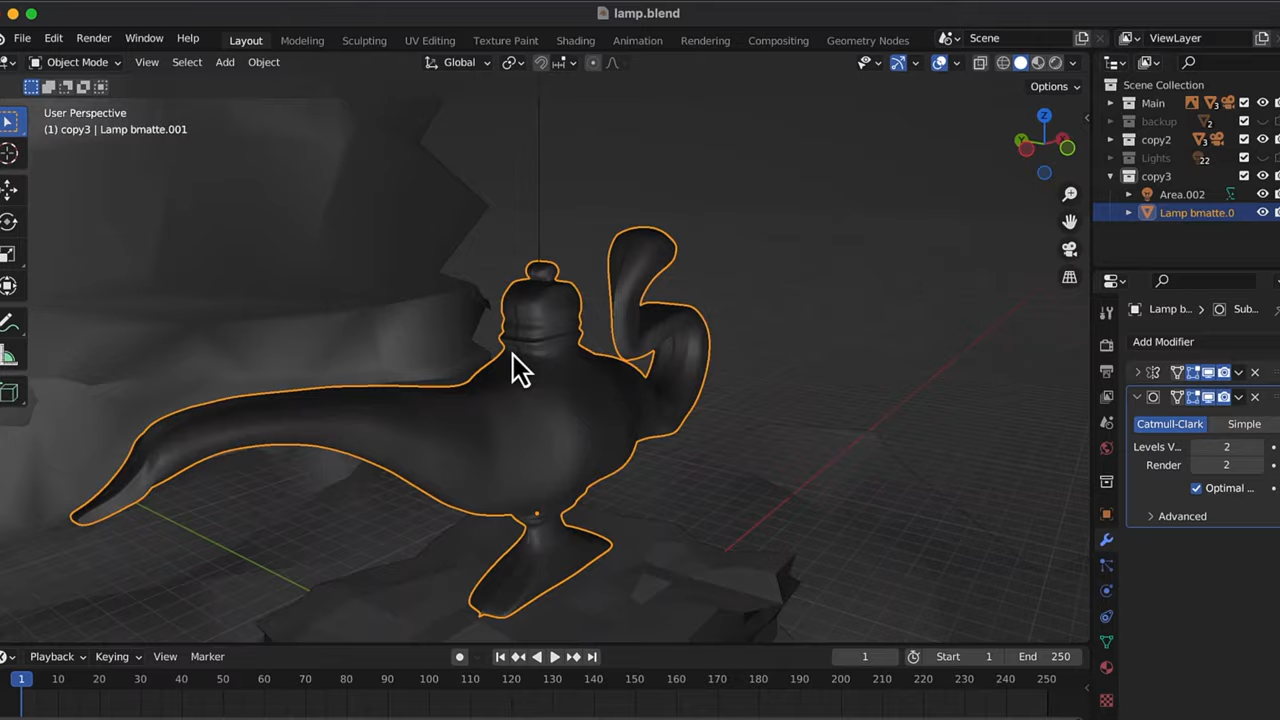 lamp.blend
File Edit Render Window Help Layout Modeling Sculpting UV Editing Texture Paint Shading Animation Rendering Compositing Geometry Nodes Scene ViewLayer
Object Mode View Select Add Object Global
Options
User Perspective
(1) copy3 | Lamp bmatte.001
Scene Collection
Main 3
backup 2
copy2 3
Lights 22
copy3
Area.002
Lamp bmatte.0
Lamp b... > Sub...
Add Modifier
Catmull-Clark Simple
Levels V... 2
Render 2
Optimal ...
Advanced
Z
Playback Keying View Marker 1 Start 1 End 250
1 10 20 30 40 50 60 70 80 90 100 110 120 130 140 150 160 170 180 190 200 210 220 230 240 250